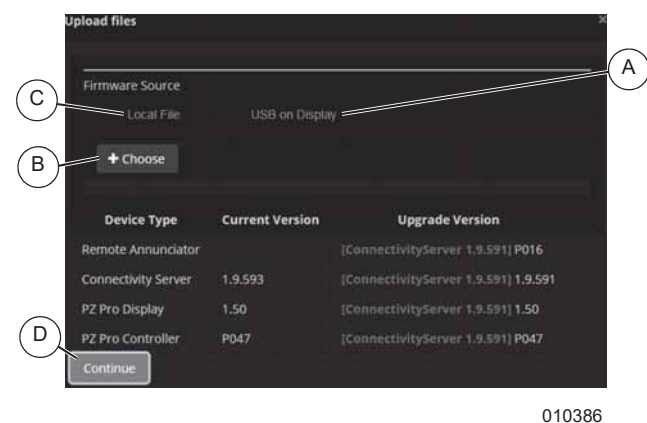 Upload files ×
A
Firmware Source
C
Local File USB on Display
B
+ Choose
Device Type Current Version Upgrade Version
Remote Annunciator [ConnectivityServer 1.9.591] P016
Connectivity Server 1.9.593 [ConnectivityServer 1.9.591] 1.9.591
PZ Pro Display 1.50 [ConnectivityServer 1.9.591] 1.50
D
PZ Pro Controller P047 [ConnectivityServer 1.9.591] P047
Continue
010386